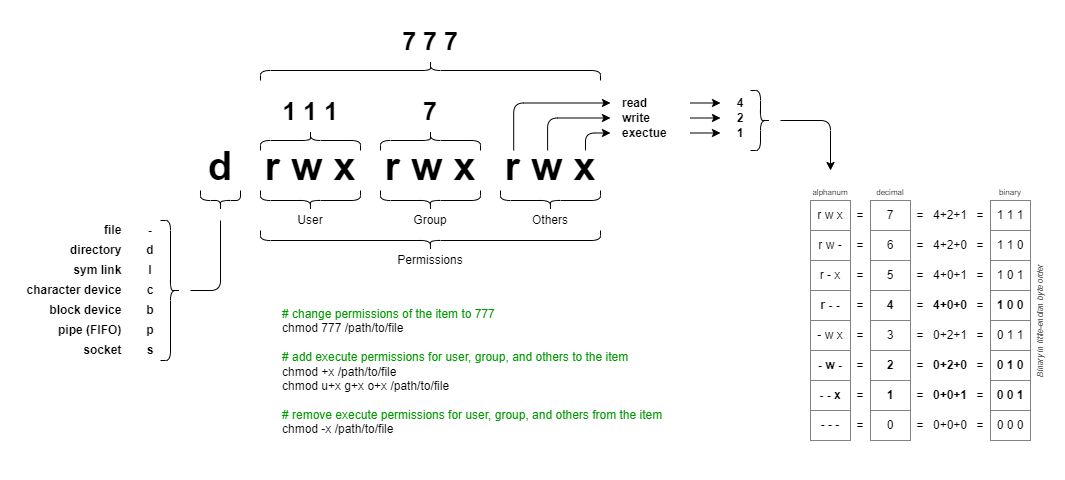 7 7 7
1 1 1
7
read 4
write 2
exectue 1
d r w x r w x r w x
User Group Others
Permissions
file -
directory d
sym link l
character device c
block device b
pipe (FIFO) p
socket s
# change permissions of the item to 777
chmod 777 /path/to/file
# add execute permissions for user, group, and others to the item
chmod +x /path/to/file
chmod u+x g+x o+x /path/to/file
# remove execute permissions for user, group, and others from the item
chmod -x /path/to/file
alphanum decimal binary
r w x = 7 = 4+2+1 = 1 1 1
r w - = 6 = 4+2+0 = 1 1 0
r - x = 5 = 4+0+1 = 1 0 1
r - - = 4 = 4+0+0 = 1 0 0
- w x = 3 = 0+2+1 = 0 1 1
- w - = 2 = 0+2+0 = 0 1 0
- - x = 1 = 0+0+1 = 0 0 1
- - - = 0 = 0+0+0 = 0 0 0
Binary in little-endian byte order